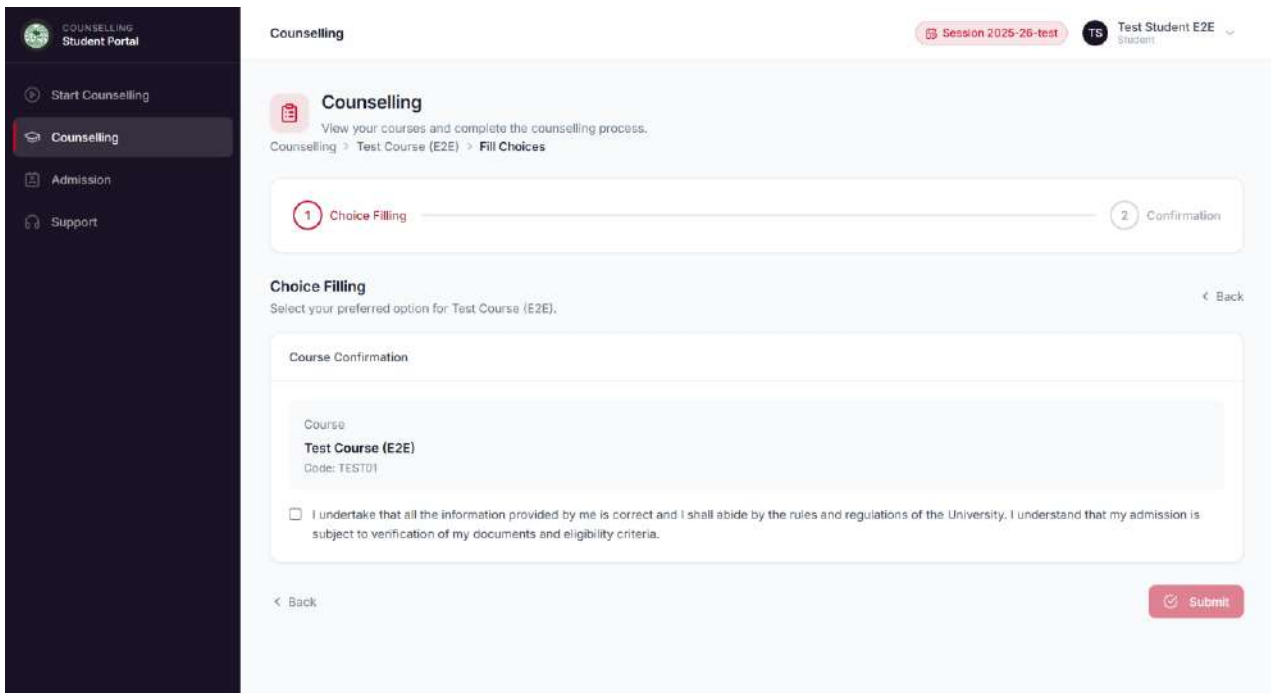 COUNSELLING
Student Portal
Start Counselling
Counselling
Admission
Support
Counselling
Session 2025-26-test
TS
Test Student E2E
Student
Counselling
View your courses and complete the counselling process.
Counselling > Test Course (E2E) > Fill Choices
1 Choice Filling
2 Confirmation
Choice Filling
Select your preferred option for Test Course (E2E).
< Back
Course Confirmation
Course
Test Course (E2E)
Code: TEST01
I undertake that all the information provided by me is correct and I shall abide by the rules and regulations of the University. I understand that my admission is
subject to verification of my documents and eligibility criteria.
< Back
Submit